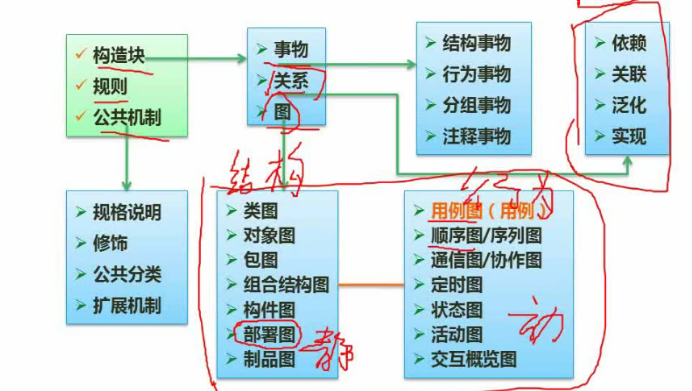 构造块
规则
公共机制
事物
关系
图
结构事物
行为事物
分组事物
注释事物
依赖
关联
泛化
实现
规格说明
修饰
公共分类
扩展机制
结构
类图
对象图
包图
组合结构图
构件图
部署图
制品图
静
行为
用例图（用例）
顺序图/序列图
通信图/协作图
定时图
状态图
活动图
交互概览图
动